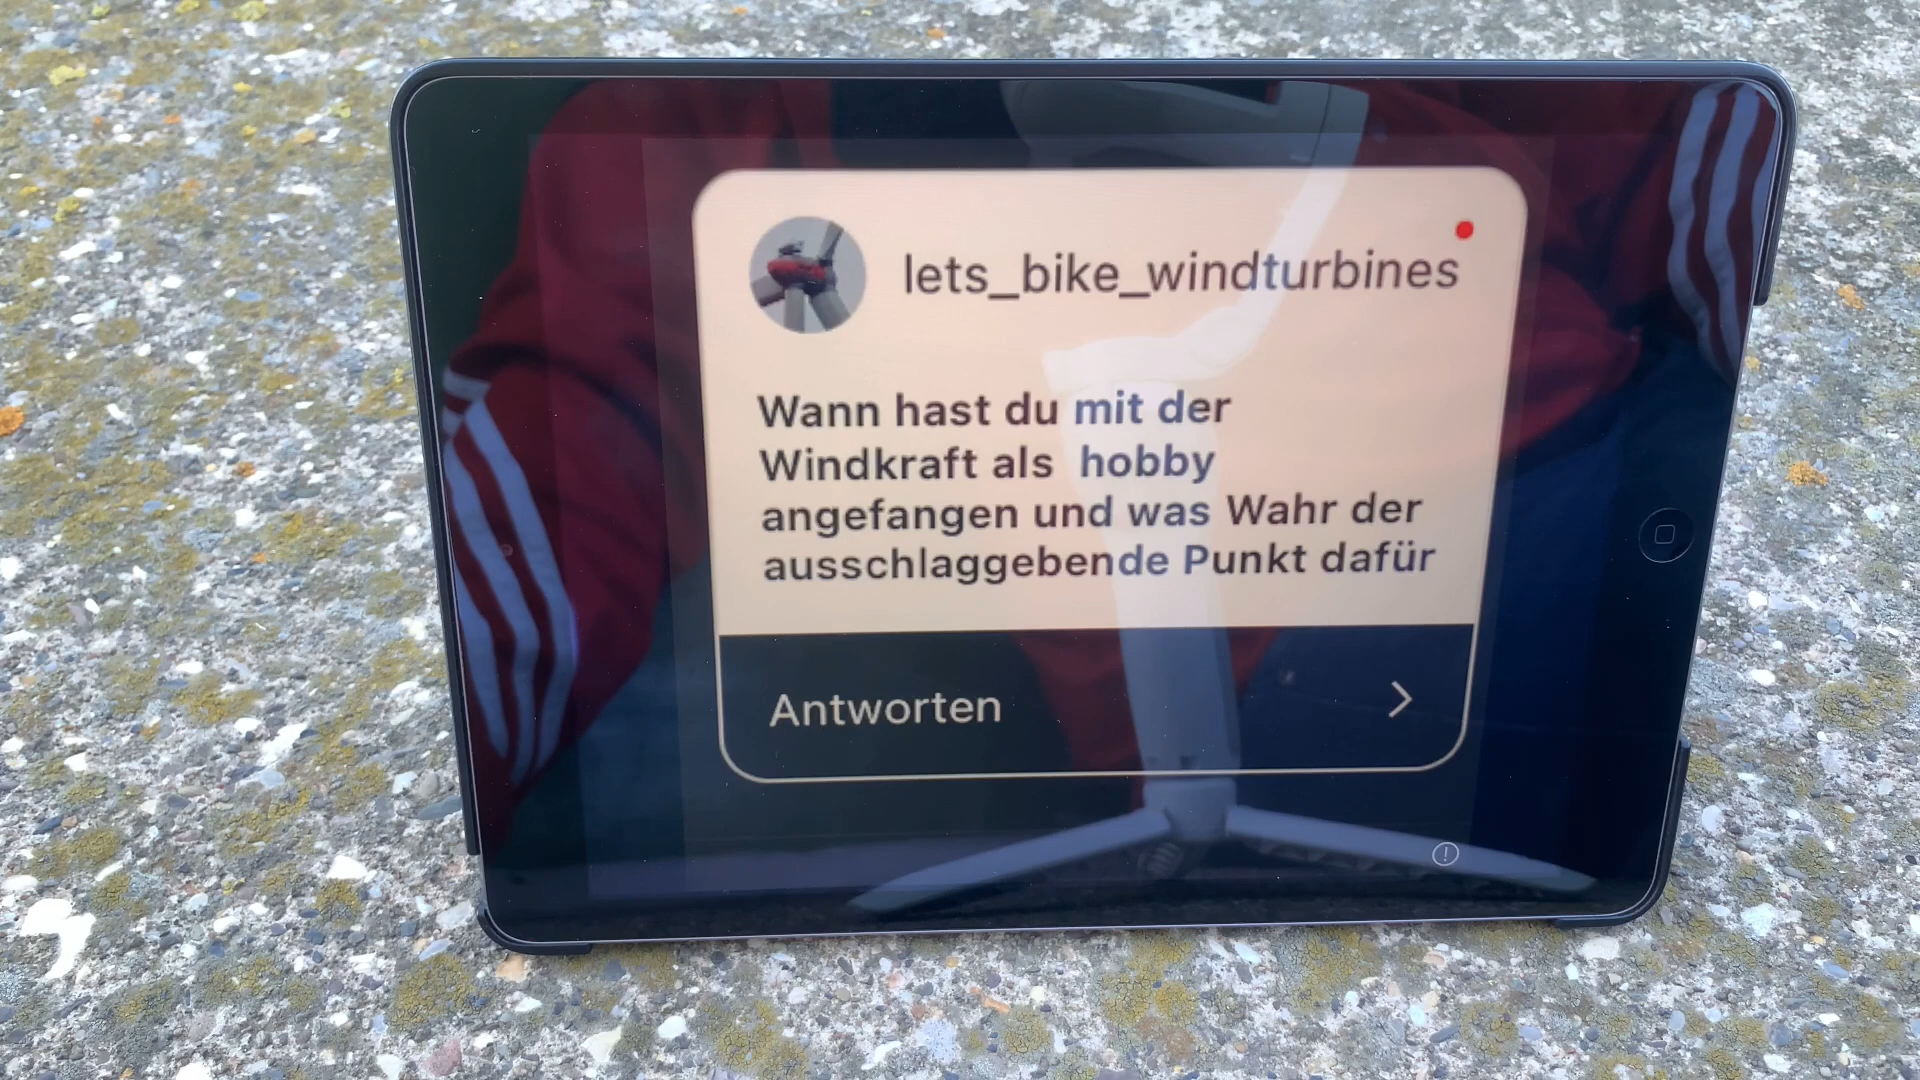 lets_bike_windturbines
Wann hast du mit der
Windkraft als hobby
angefangen und was Wahr der
ausschlaggebende Punkt dafür
Antworten